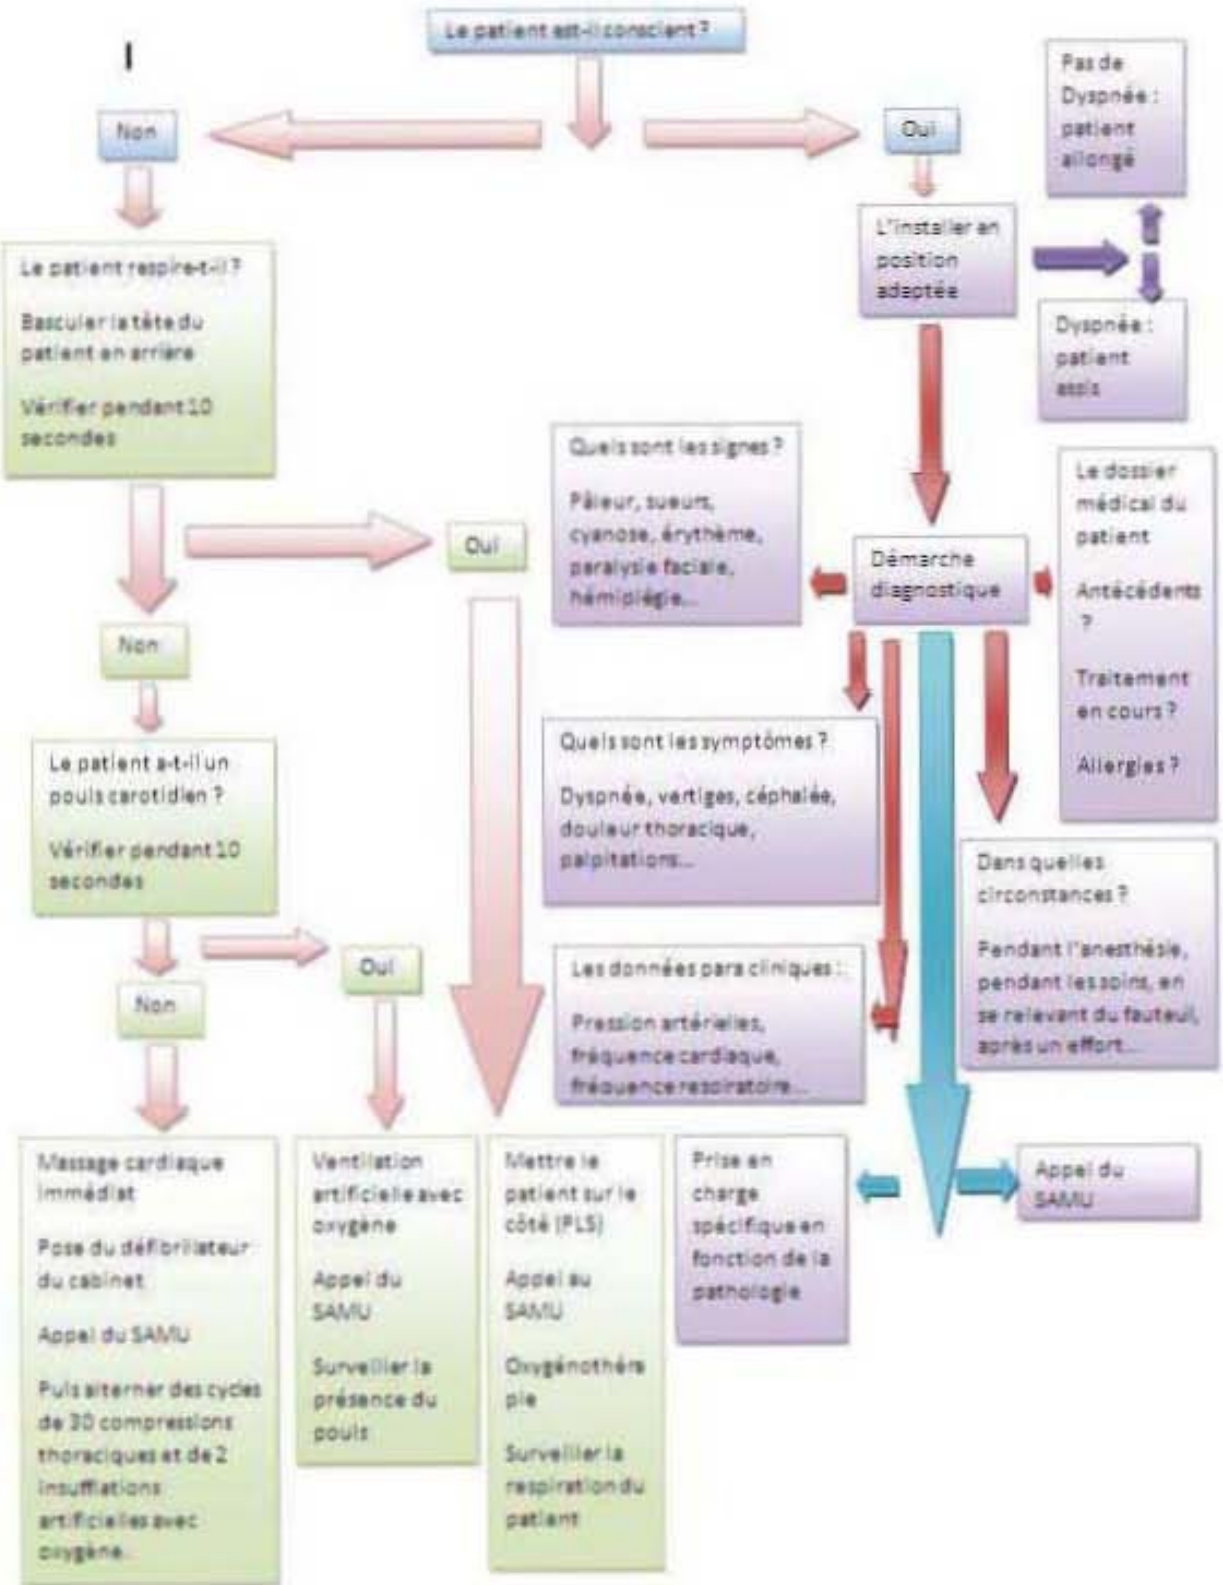 Le patient est-il conscient ?
I
Non
Oui
Pas de
Dyspnée :
patient
allongé
L'installer en
position
adaptée
Dyspnée :
patient
assis
Le patient respire-t-il ?
Basculer la tête du
patient en arrière
Vérifier pendant 10
secondes
Oui
Non
Quels sont les signes ?
Pâleur, sueurs,
cyanose, érythème,
paralysie faciale,
hémiplégie...
Démarche
diagnostique
Le dossier
médical du
patient
Antécédents
?
Traitement
en cours ?
Allergies ?
Le patient a-t-il un
pouls carotidien ?
Vérifier pendant 10
secondes
Quels sont les symptômes ?
Dyspnée, vertiges, céphalée,
douleur thoracique,
palpitations...
Dans quelles
circonstances ?
Pendant l'anesthésie,
pendant les soins, en
se relevant du fauteuil,
après un effort...
Oui
Non
Les données para cliniques :
Pression artérielles,
fréquence cardiaque,
fréquence respiratoire...
Massage cardiaque
immédiat
Pose du défibrilateur
du cabinet
Appel du SAMU
Puis alterner des cycles
de 30 compressions
thoraciques et de 2
insufflations
artificielles avec
oxygène.
Ventilation
artificielle avec
oxygène
Appel du
SAMU
Surveiller la
présence du
pouls
Mettre le
patient sur le
côté (PLS)
Appel au
SAMU
Oxygénothéra
pie
Surveiller la
respiration du
patient
Prise en
charge
spécifique en
fonction de la
pathologie
Appel du
SAMU